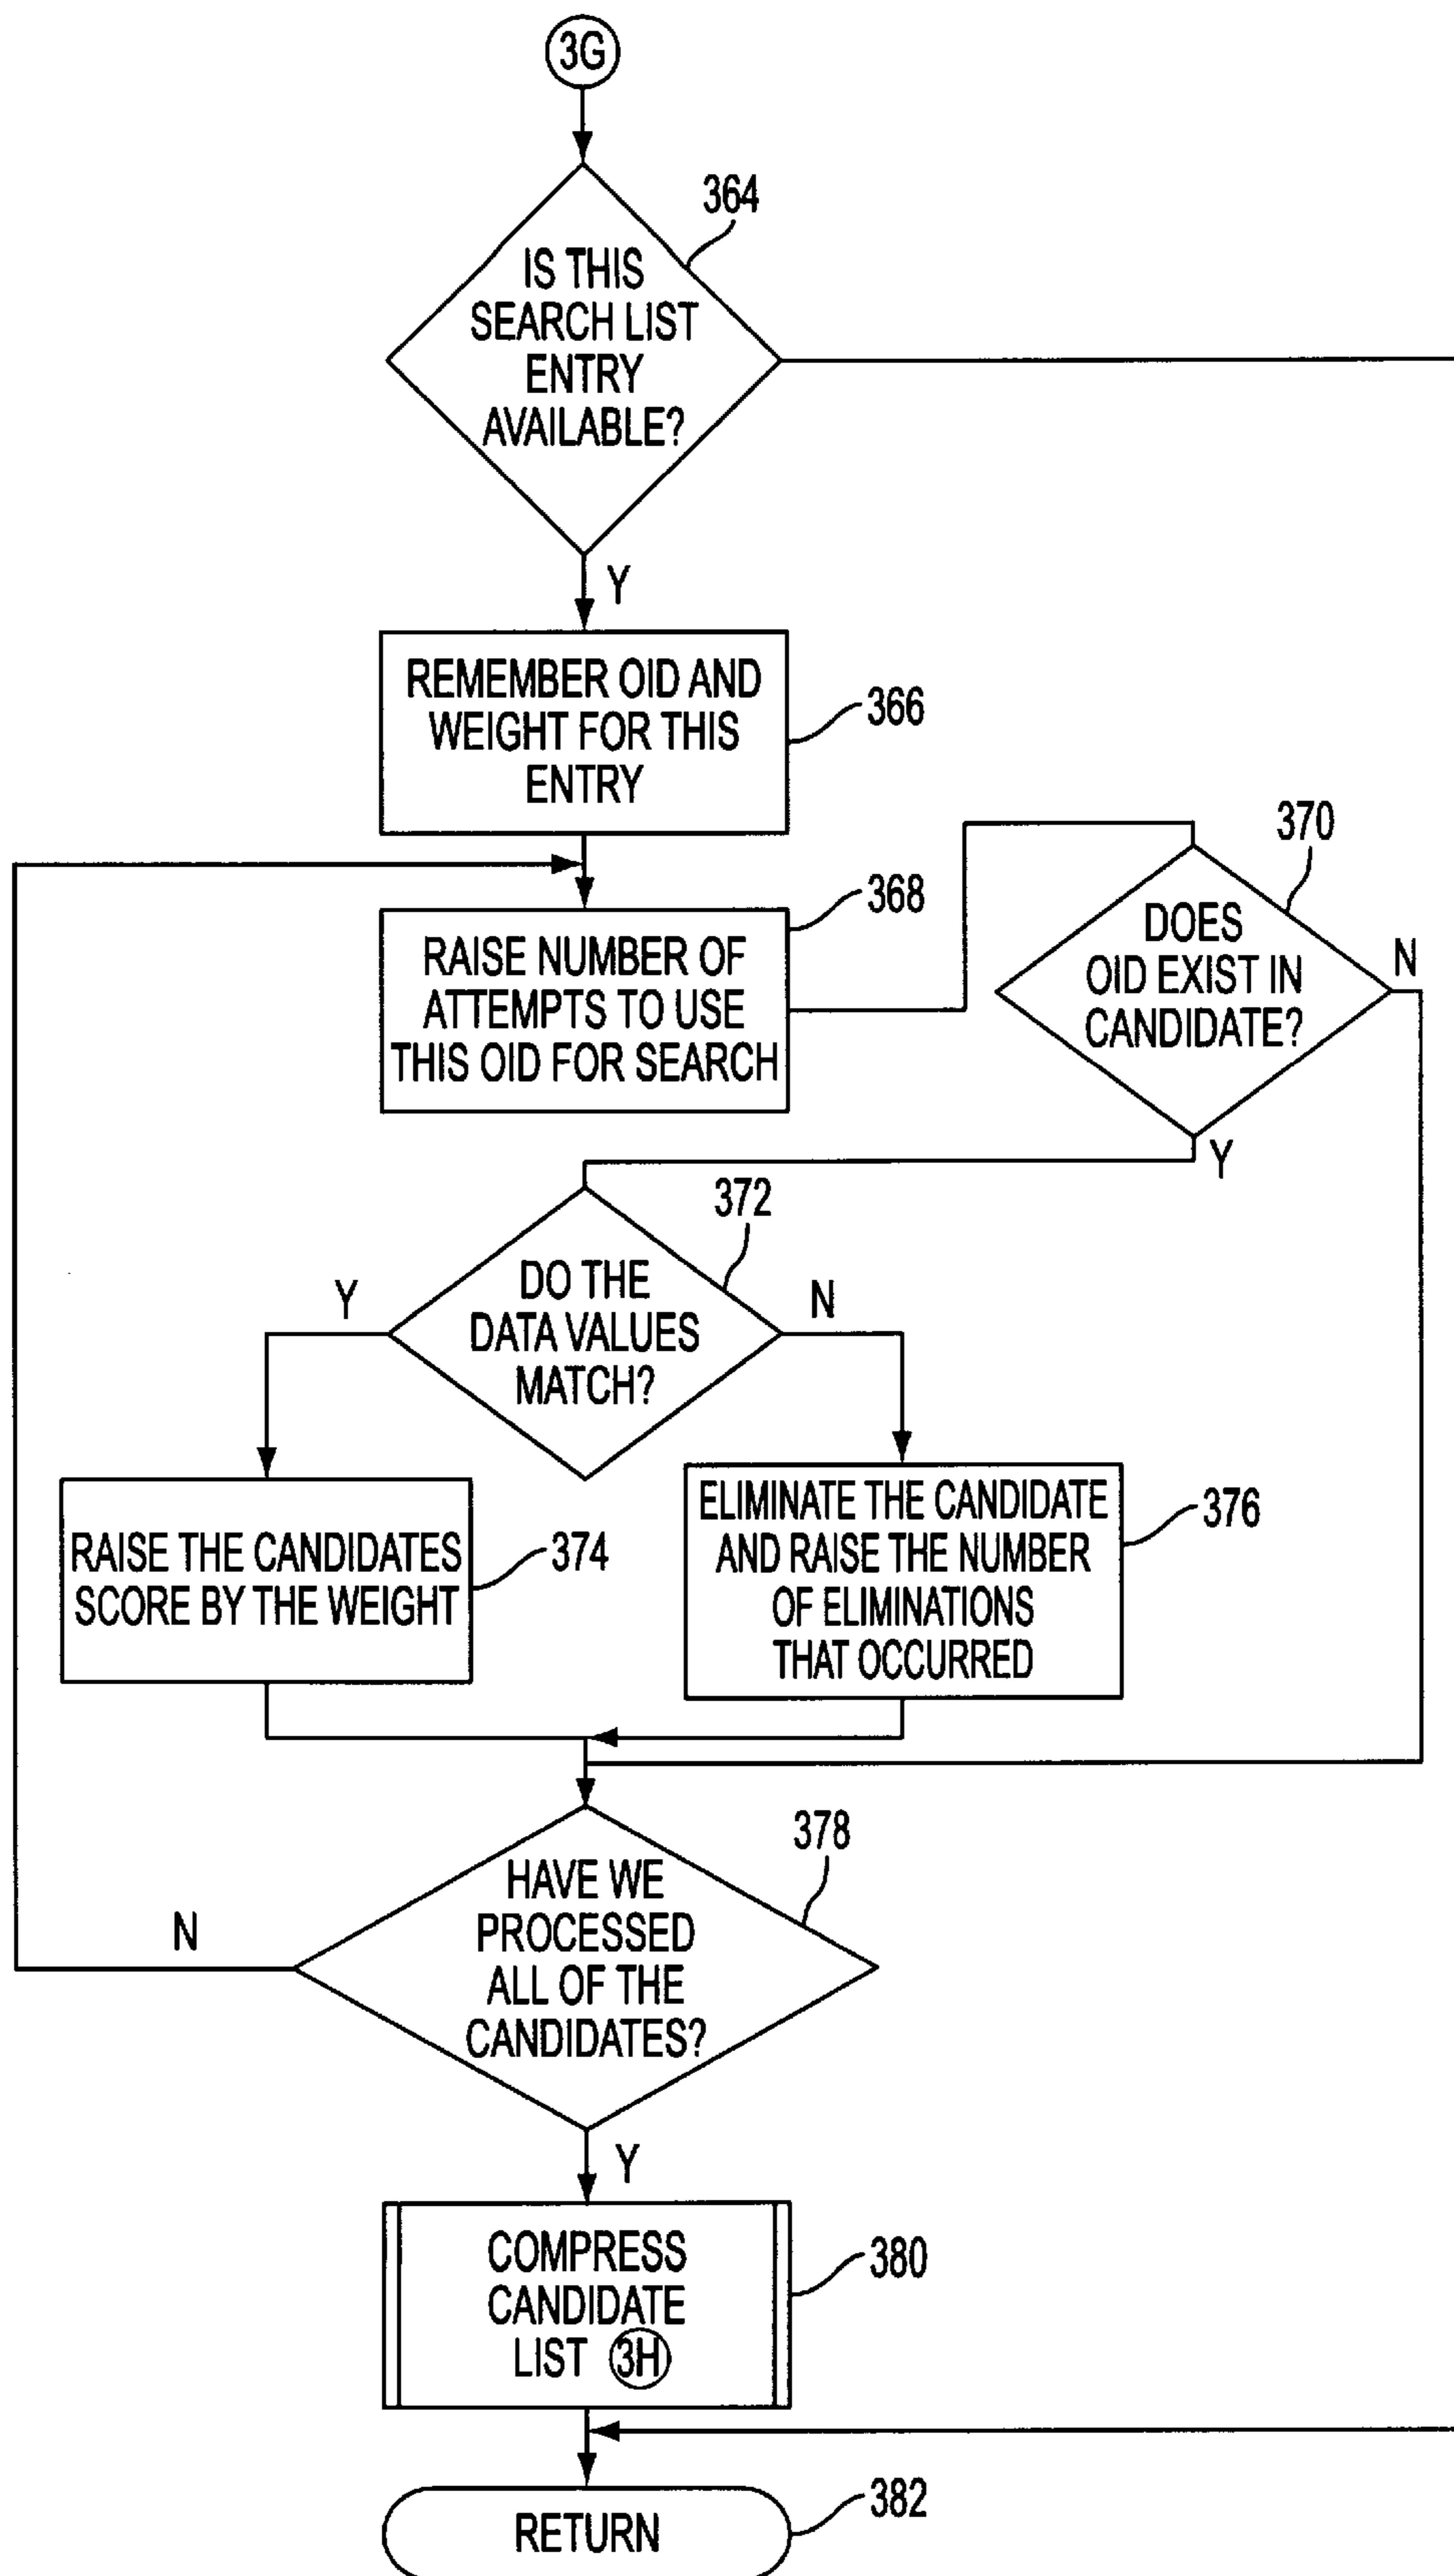 3G
364
IS THIS
SEARCH LIST
ENTRY
AVAILABLE?
Y
REMEMBER OID AND
WEIGHT FOR THIS
ENTRY
366
368
RAISE NUMBER OF
ATTEMPTS TO USE
THIS OID FOR SEARCH
370
DOES
OID EXIST IN
CANDIDATE?
N
Y
372
DO THE
DATA VALUES
MATCH?
Y
N
RAISE THE CANDIDATES
SCORE BY THE WEIGHT
374
ELIMINATE THE CANDIDATE
AND RAISE THE NUMBER
OF ELIMINATIONS
THAT OCCURRED
376
378
HAVE WE
PROCESSED
ALL OF THE
CANDIDATES?
N
Y
COMPRESS
CANDIDATE
LIST 3H
380
RETURN
382